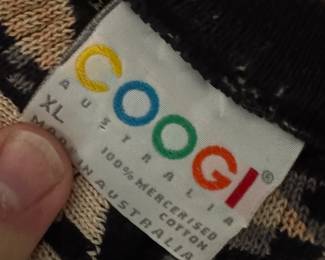 COOGI®
AUSTRALIA
XL
100% MERCERISED
COTTON
MADE IN AUSTRALIA